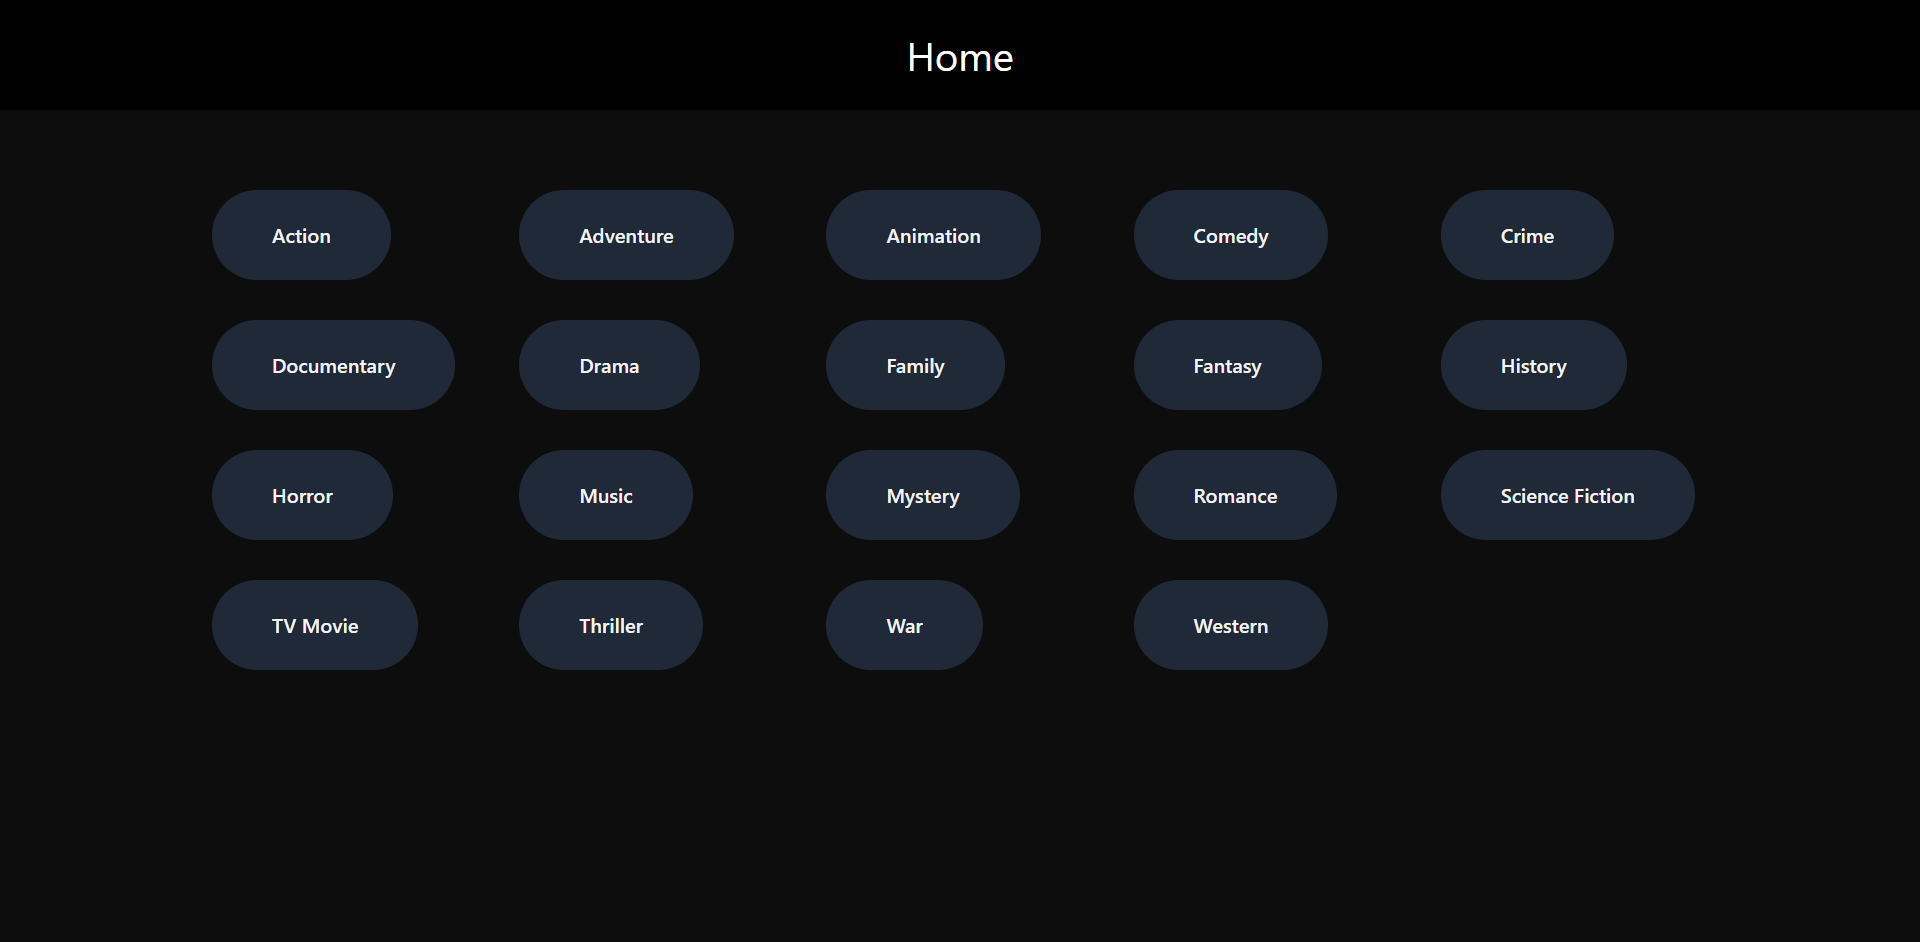 Home
Action Adventure Animation Comedy Crime
Documentary Drama Family Fantasy History
Horror Music Mystery Romance Science Fiction
TV Movie Thriller War Western